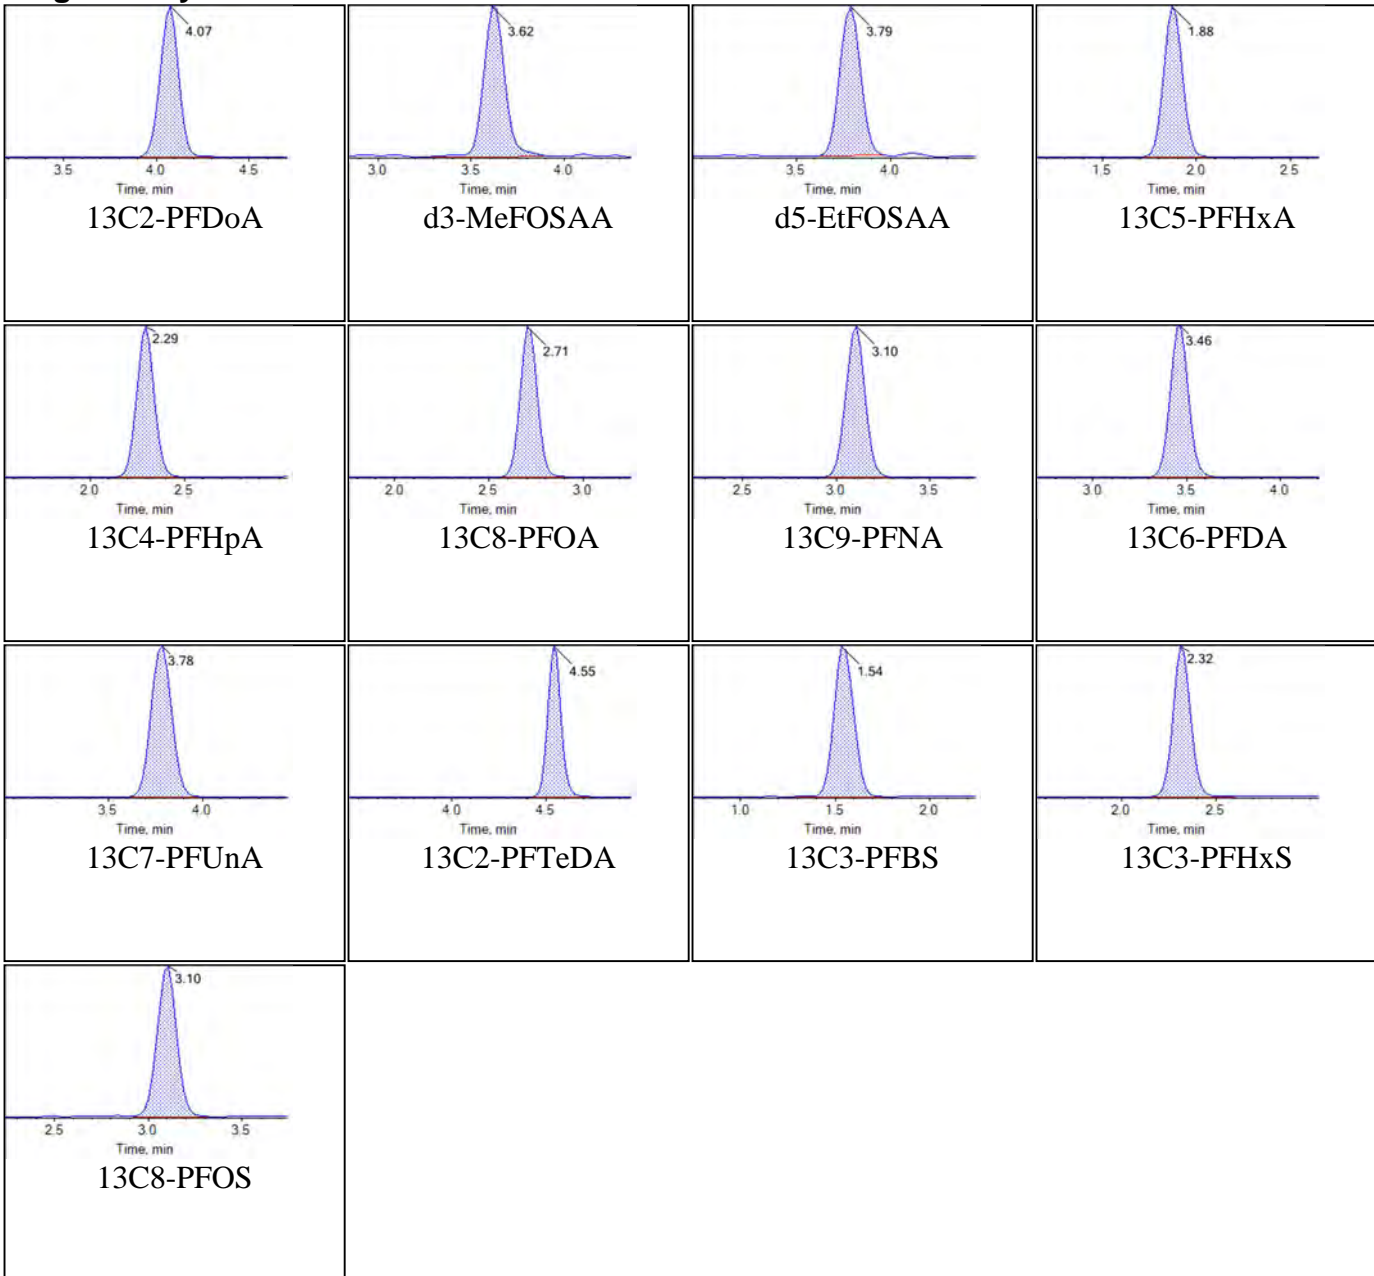 4.07
3.5 4.0 4.5
Time, min
13C2-PFDoA
3.62
3.0 3.5 4.0
Time, min
d3-MeFOSAA
3.79
3.5 4.0
Time, min
d5-EtFOSAA
1.88
1.5 2.0 2.5
Time, min
13C5-PFHxA
2.29
2.0 2.5
Time, min
13C4-PFHpA
2.71
2.0 2.5 3.0
Time, min
13C8-PFOA
3.10
2.5 3.0 3.5
Time, min
13C9-PFNA
3.46
3.0 3.5 4.0
Time, min
13C6-PFDA
3.78
3.5 4.0
Time, min
13C7-PFUnA
4.55
4.0 4.5
Time, min
13C2-PFTeDA
1.54
1.0 1.5 2.0
Time, min
13C3-PFBS
2.32
2.0 2.5
Time, min
13C3-PFHxS
3.10
2.5 3.0 3.5
Time, min
13C8-PFOS